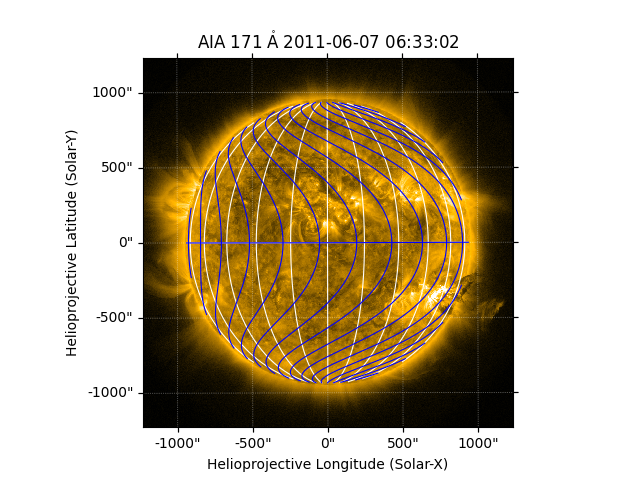 AIA 171 Å 2011-06-07 06:33:02
Helioprojective Latitude (Solar-Y)
1000"
500"
0"
-500"
-1000"
-1000" -500" 0" 500" 1000"
Helioprojective Longitude (Solar-X)